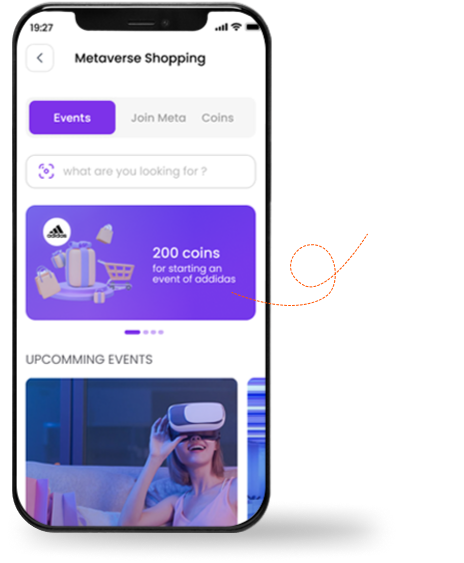 19:27
Metaverse Shopping
Events Join Meta Coins
what are you looking for ?
adidas
200 coins
for starting an
event of addidas
UPCOMMING EVENTS